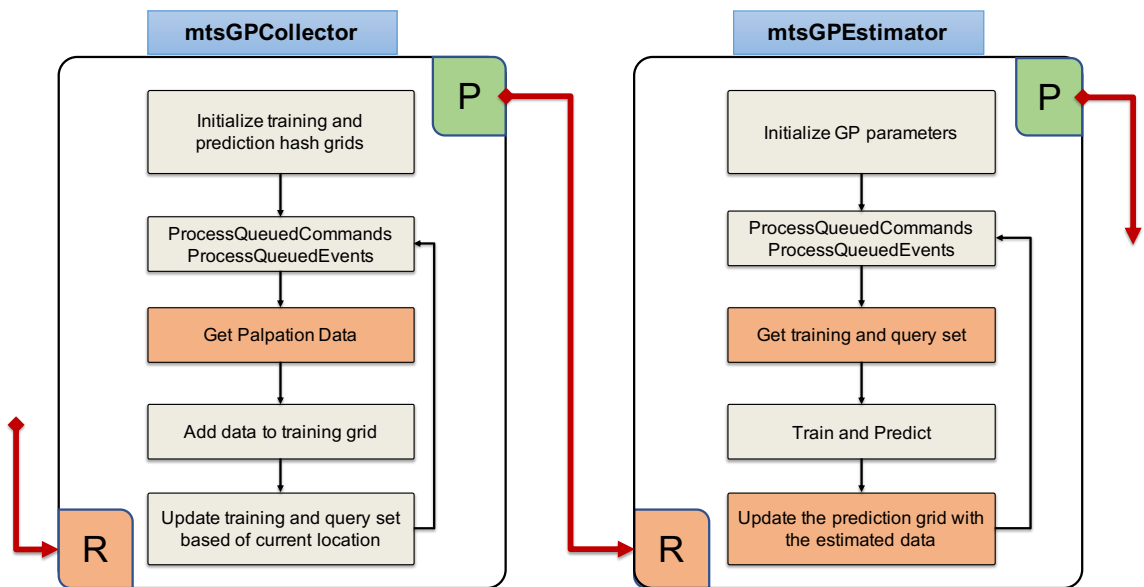 mtsGPCollector
P
Initialize training and
prediction hash grids
ProcessQueuedCommands
ProcessQueuedEvents
Get Palpation Data
Add data to training grid
Update training and query set
based of current location
R
mtsGPEstimator
P
Initialize GP parameters
ProcessQueuedCommands
ProcessQueuedEvents
Get training and query set
Train and Predict
Update the prediction grid with
the estimated data
R